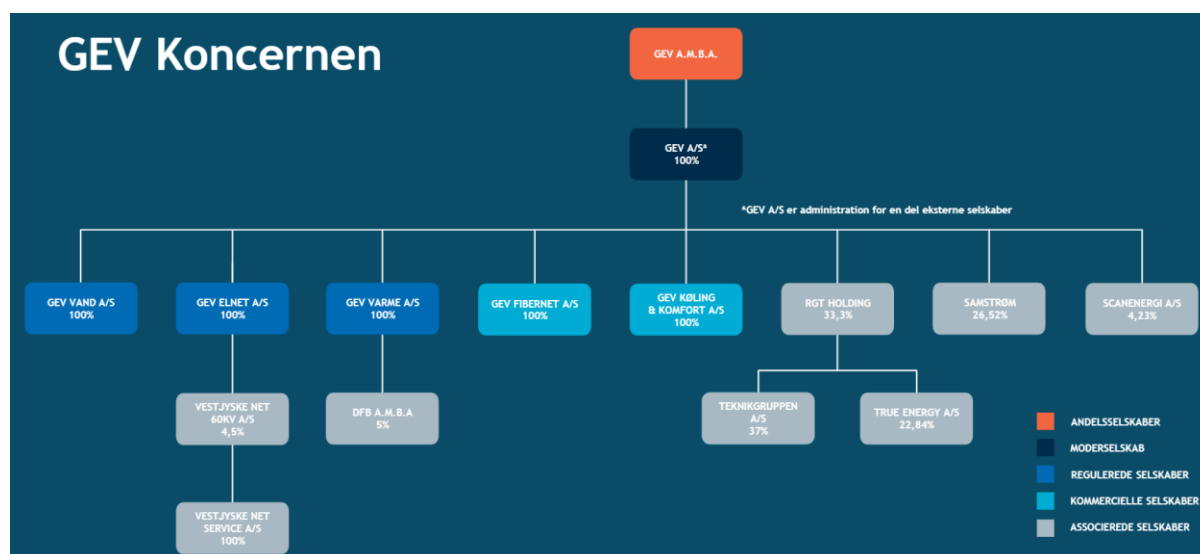 GEV Koncernen
GEV A.M.B.A.
GEV A/S*
100%
*GEV A/S er administration for en del eksterne selskaber
GEV VAND A/S
100%
GEV ELNET A/S
100%
GEV VARME A/S
100%
GEV FIBERNET A/S
100%
GEV KØLING
& KOMFORT A/S
100%
RGT HOLDING
33,3%
SAMSTRØM
26,52%
SCANENERGI A/S
4,23%
VESTJYSKE NET
60KV A/S
4,5%
DFB A.M.B.A
5%
TEKNIKGRUPPEN
A/S
37%
TRUE ENERGY A/S
22,84%
VESTJYSKE NET
SERVICE A/S
100%
ANDELSSELSKABER
MODERSELSKAB
REGULEREDE SELSKABER
KOMMERCIELLE SELSKABER
ASSOCIEREDE SELSKABER